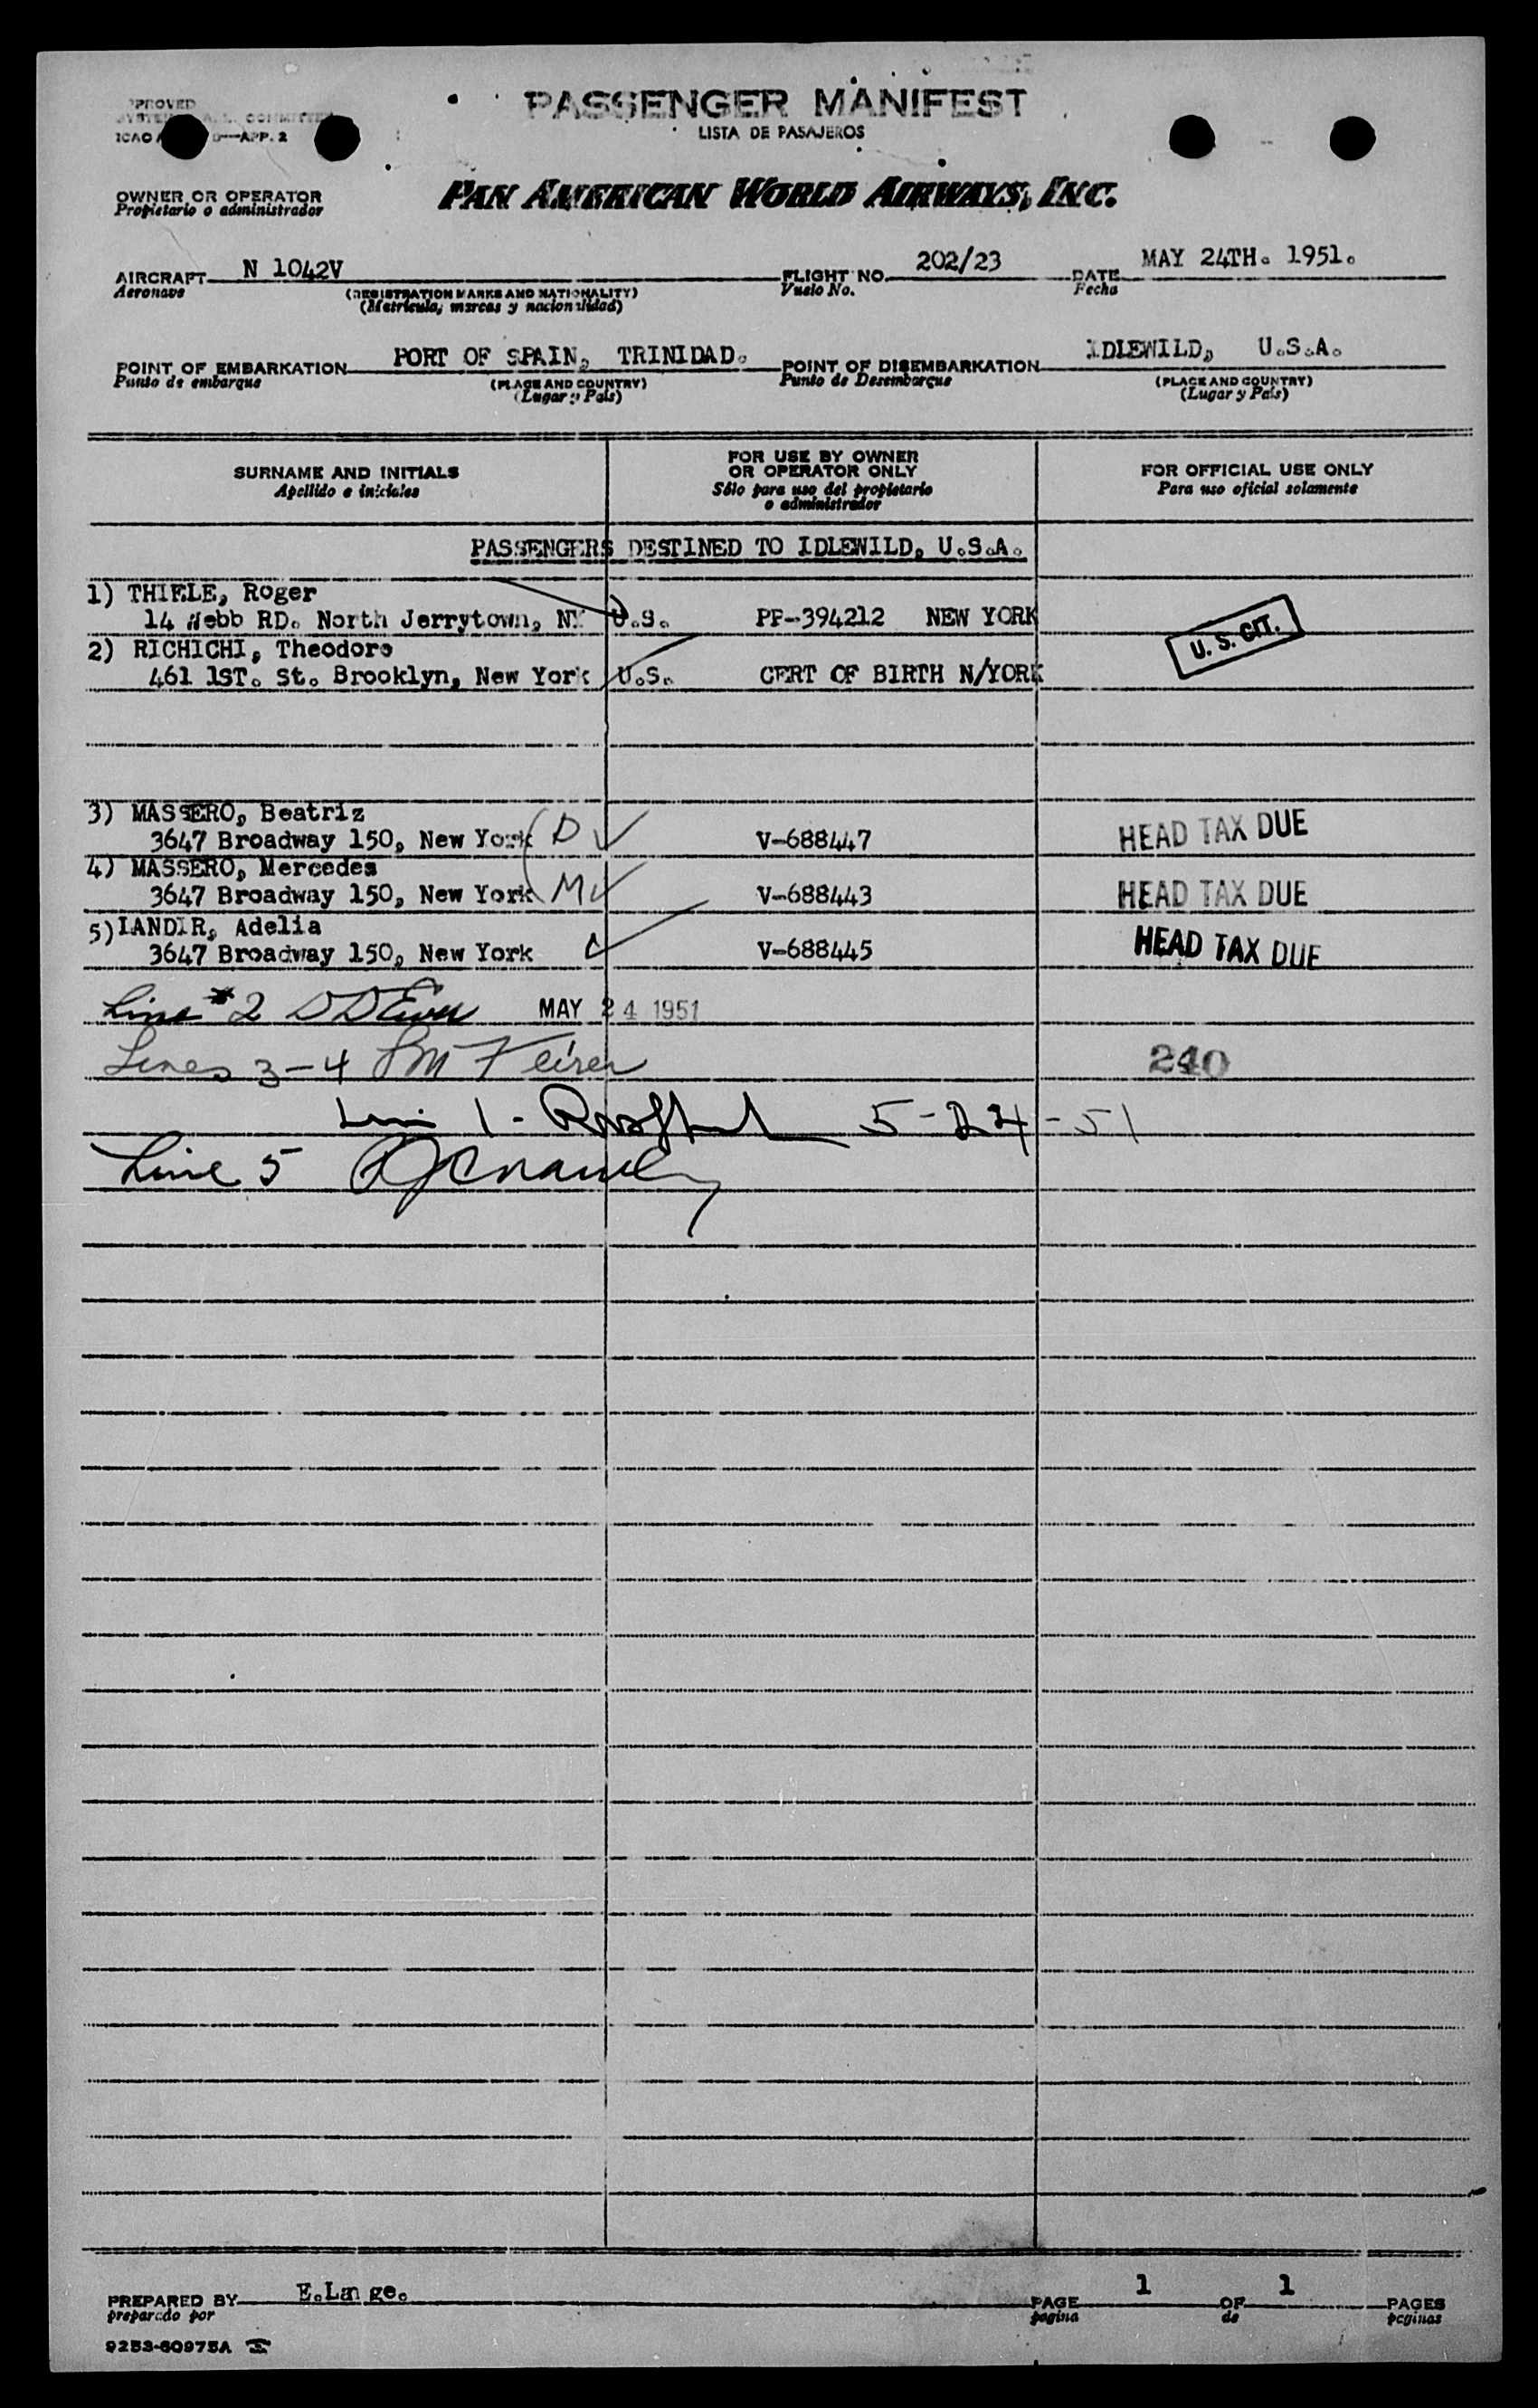 PASSENGER MANIFEST
LISTA DE PASAJEROS
ICAO —APP. 2
OWNER OR OPERATOR
Propietario o administrador
PAN AMERICAN WORLD AIRWAYS, INC.
AIRCRAFT N 1042V FLIGHT NO. 202/23 DATE MAY 24TH. 1951.
Aeronave (REGISTRATION MARKS AND NATIONALITY) Vuelo No. Fecha
(Matrícula, marcas y nacionalidad)
POINT OF EMBARKATION PORT OF SPAIN, TRINIDAD. POINT OF DISEMBARKATION IDLEWILD, U.S.A.
Punto de embarque (PLACE AND COUNTRY) Punto de Desembarque (PLACE AND COUNTRY)
(Lugar y País) (Lugar y País)
SURNAME AND INITIALS
Apellido e iniciales
FOR USE BY OWNER
OR OPERATOR ONLY
Sólo para uso del propietario
o administrador
FOR OFFICIAL USE ONLY
Para uso oficial solamente
PASSENGERS DESTINED TO IDLEWILD, U.S.A.
1) THIELE, Roger
14 Webb RD. North Jerrytown, NY U.S. PP-394212 NEW YORK
U. S. CIT.
2) RICHICHI, Theodore
461 1ST. St. Brooklyn, New York U.S. CERT OF BIRTH N/YORK
3) MASSERO, Beatriz
3647 Broadway 150, New York D V-688447 HEAD TAX DUE
4) MASSERO, Mercedes
3647 Broadway 150, New York M V-688443 HEAD TAX DUE
5) IANDIR, Adelia
3647 Broadway 150, New York V-688445 HEAD TAX DUE
Line #2 MAY 24 1951
Lines 3-4 240
1 - 5-24-51
Line 5
PREPARED BY E.Lange. PAGE 1 OF 1 PAGES
preparado por pagina de paginas
9253-60975A